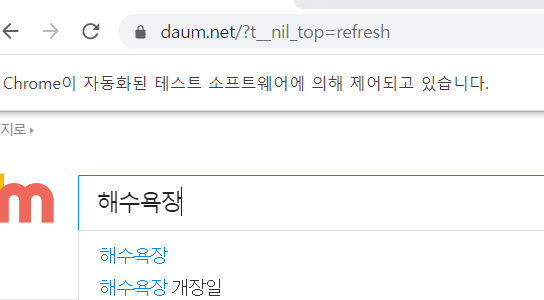 daum.net/?t__nil_top=refresh
Chrome이 자동화된 테스트 소프트웨어에 의해 제어되고 있습니다.
지로
m
해수욕장
해수욕장
해수욕장 개장일